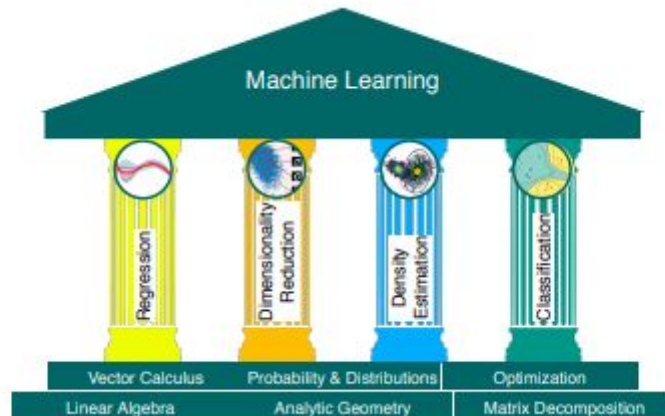 Machine Learning
Regression
Dimensionality
Reduction
Density
Estimation
Classification
Vector Calculus
Probability & Distributions
Optimization
Linear Algebra
Analytic Geometry
Matrix Decomposition